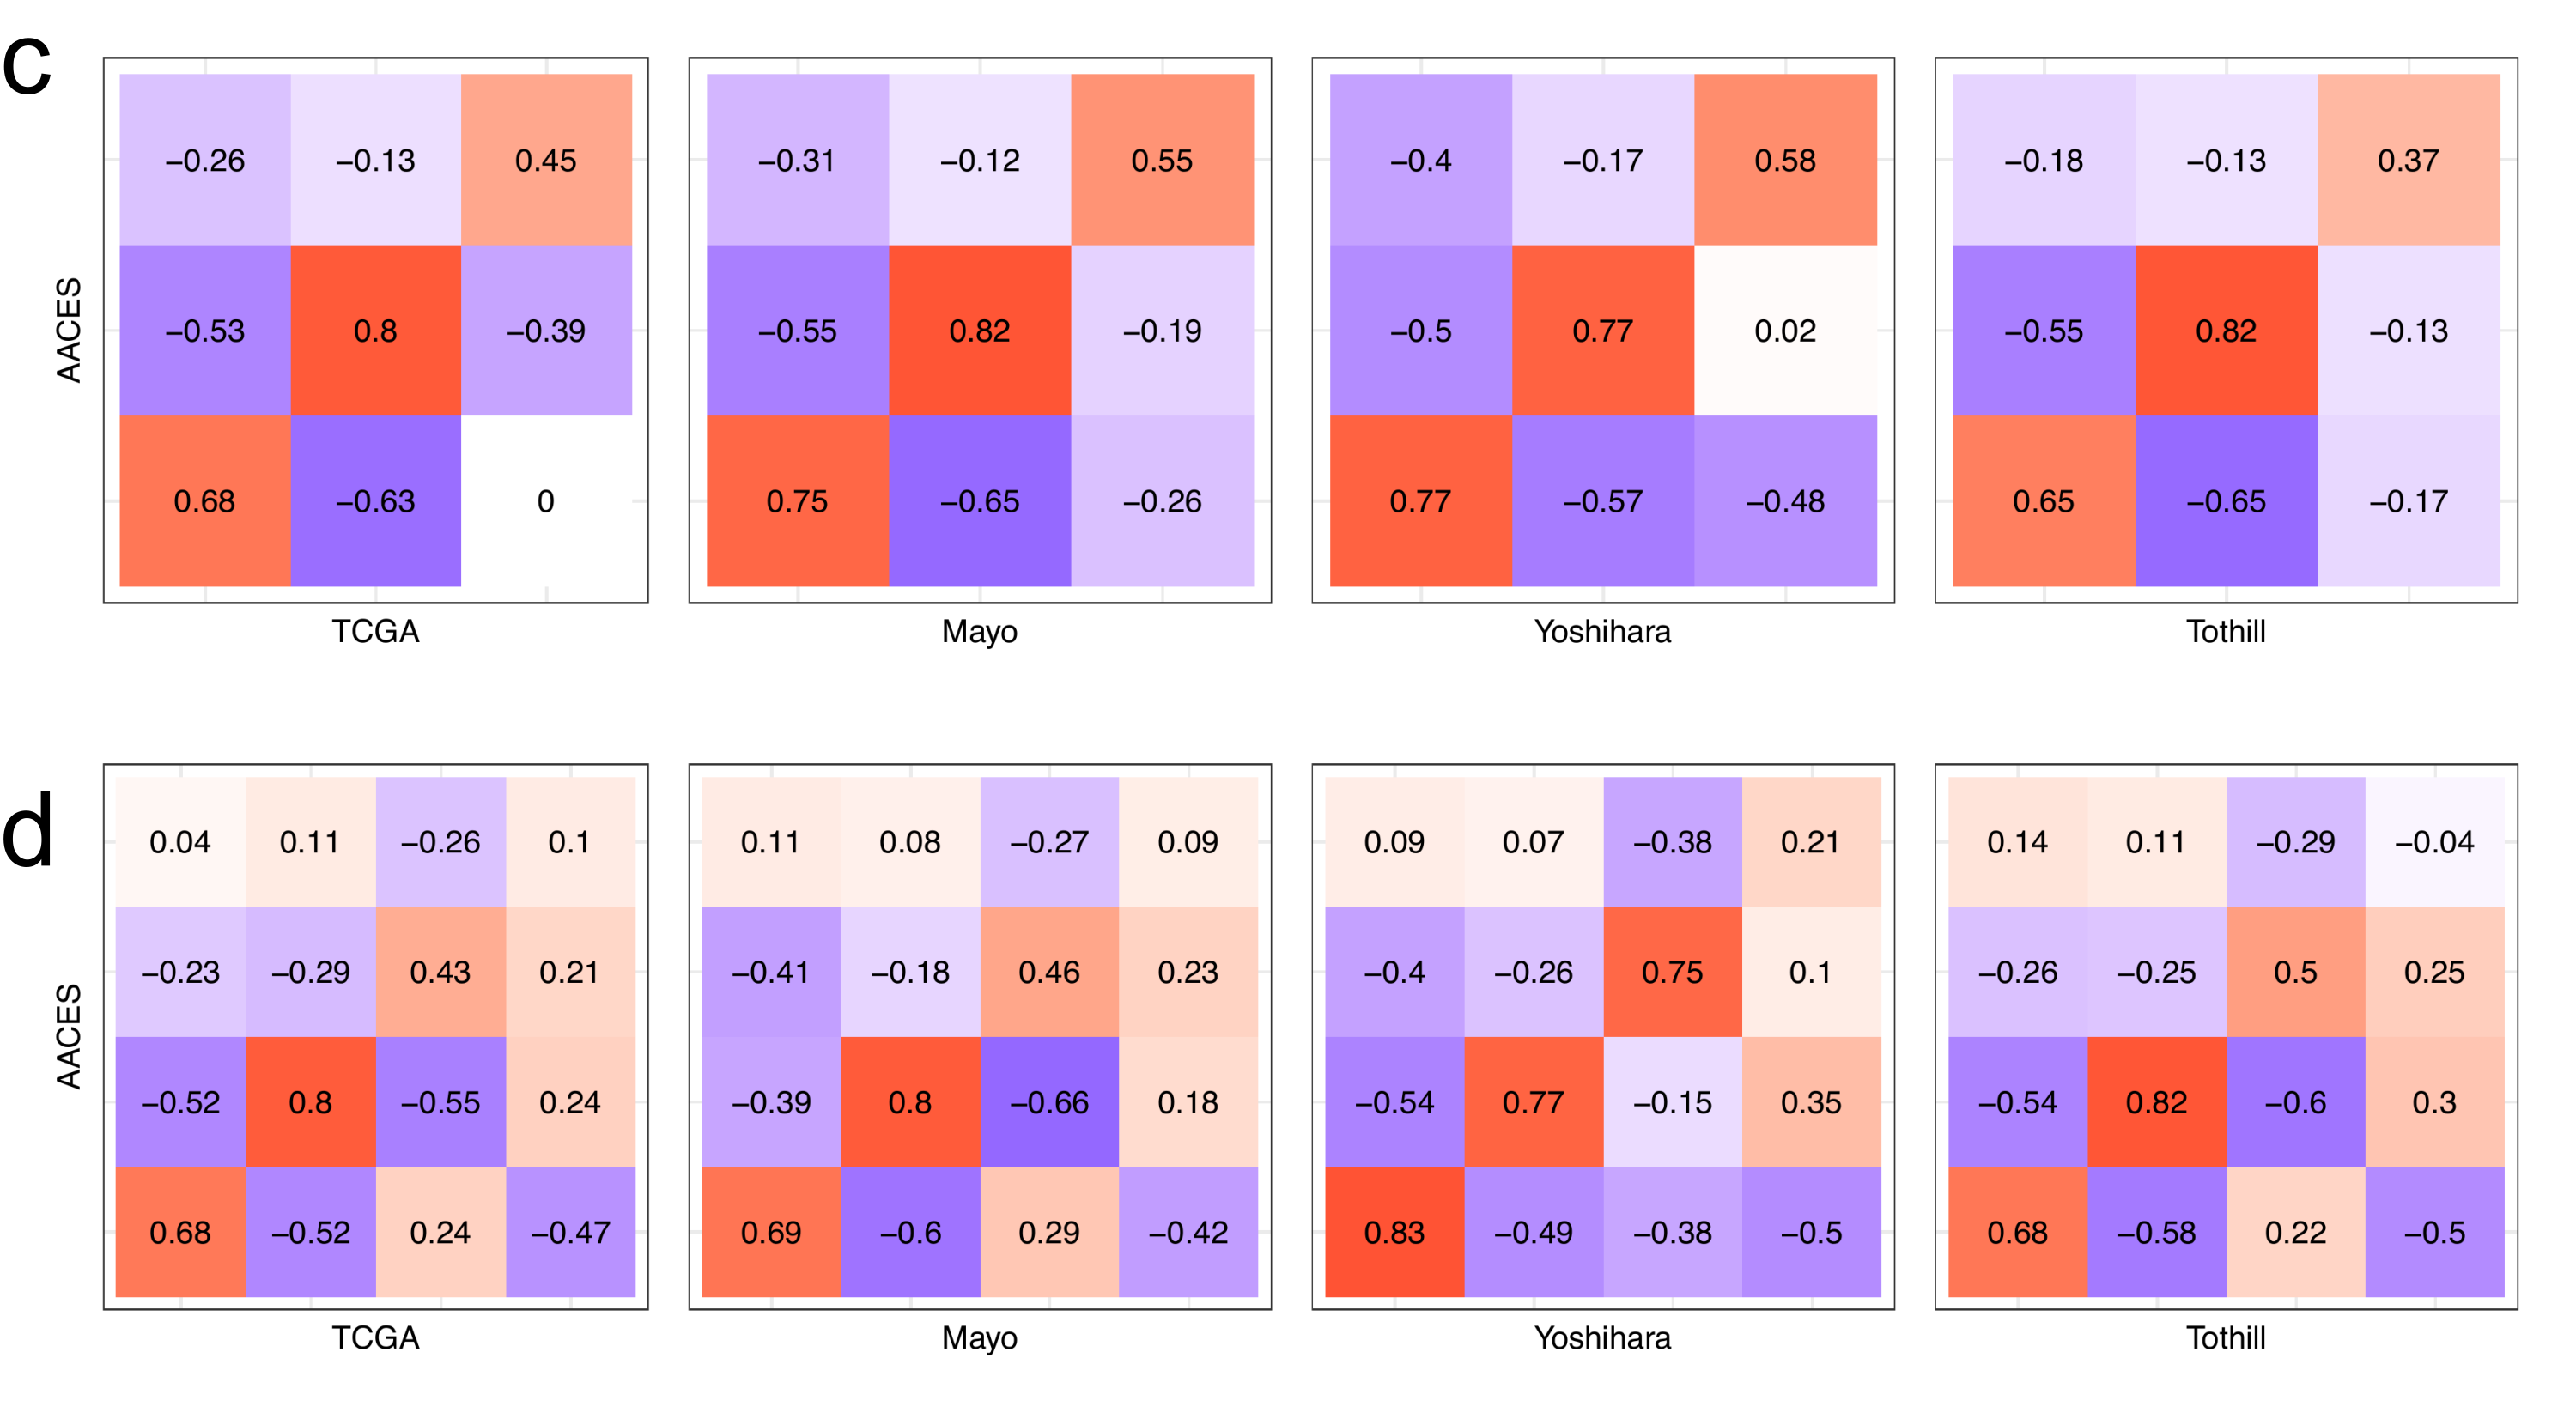 c
−0.26 −0.13 0.45 −0.31 −0.12 0.55 −0.4 −0.17 0.58 −0.18 −0.13 0.37
AACES
−0.53 0.8 −0.39 −0.55 0.82 −0.19 −0.5 0.77 0.02 −0.55 0.82 −0.13
0.68 −0.63 0 0.75 −0.65 −0.26 0.77 −0.57 −0.48 0.65 −0.65 −0.17
TCGA Mayo Yoshihara Tothill
d
0.04 0.11 −0.26 0.1 0.11 0.08 −0.27 0.09 0.09 0.07 −0.38 0.21 0.14 0.11 −0.29 −0.04
−0.23 −0.29 0.43 0.21 −0.41 −0.18 0.46 0.23 −0.4 −0.26 0.75 0.1 −0.26 −0.25 0.5 0.25
AACES
−0.52 0.8 −0.55 0.24 −0.39 0.8 −0.66 0.18 −0.54 0.77 −0.15 0.35 −0.54 0.82 −0.6 0.3
0.68 −0.52 0.24 −0.47 0.69 −0.6 0.29 −0.42 0.83 −0.49 −0.38 −0.5 0.68 −0.58 0.22 −0.5
TCGA Mayo Yoshihara Tothill